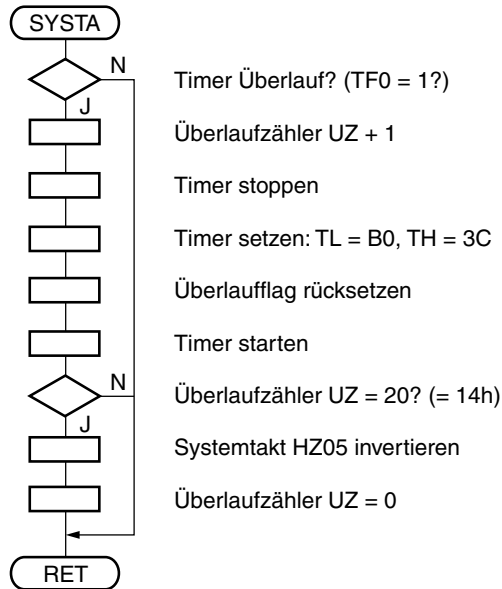 SYSTA
N
Timer Überlauf? (TF0 = 1?)
J
Überlaufzähler UZ + 1
Timer stoppen
Timer setzen: TL = B0, TH = 3C
Überlaufflag rücksetzen
Timer starten
N
Überlaufzähler UZ = 20? (= 14h)
J
Systemtakt HZ05 invertieren
Überlaufzähler UZ = 0
RET